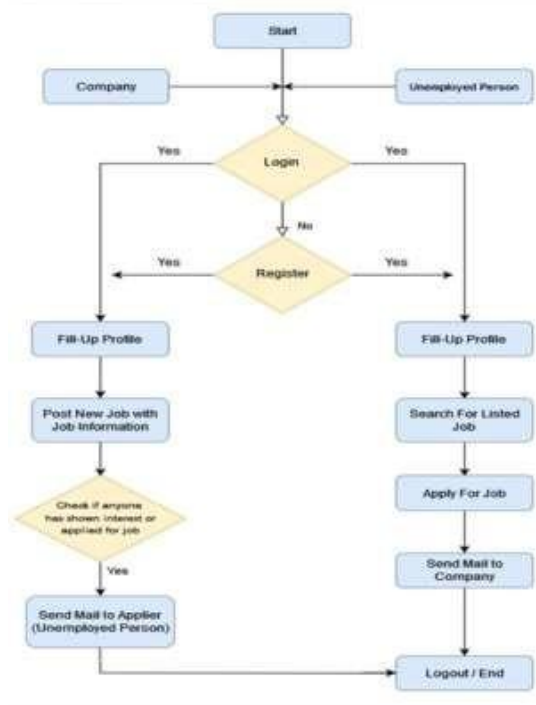 Start
Company
Unemployed Person
Yes
Login
Yes
No
Yes
Register
Yes
Fill-Up Profile
Fill-Up Profile
Post New Job with
Job Information
Search For Listed
Job
Check if anyone
has shown interest or
applied for job
Apply For Job
Yes
Send Mail to
Company
Send Mail to Applier
(Unemployed Person)
Logout / End